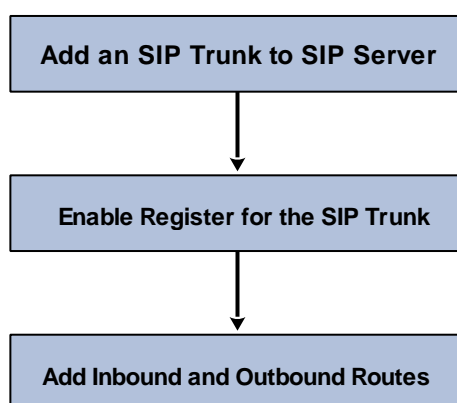 Add an SIP Trunk to SIP Server
Enable Register for the SIP Trunk
Add Inbound and Outbound Routes